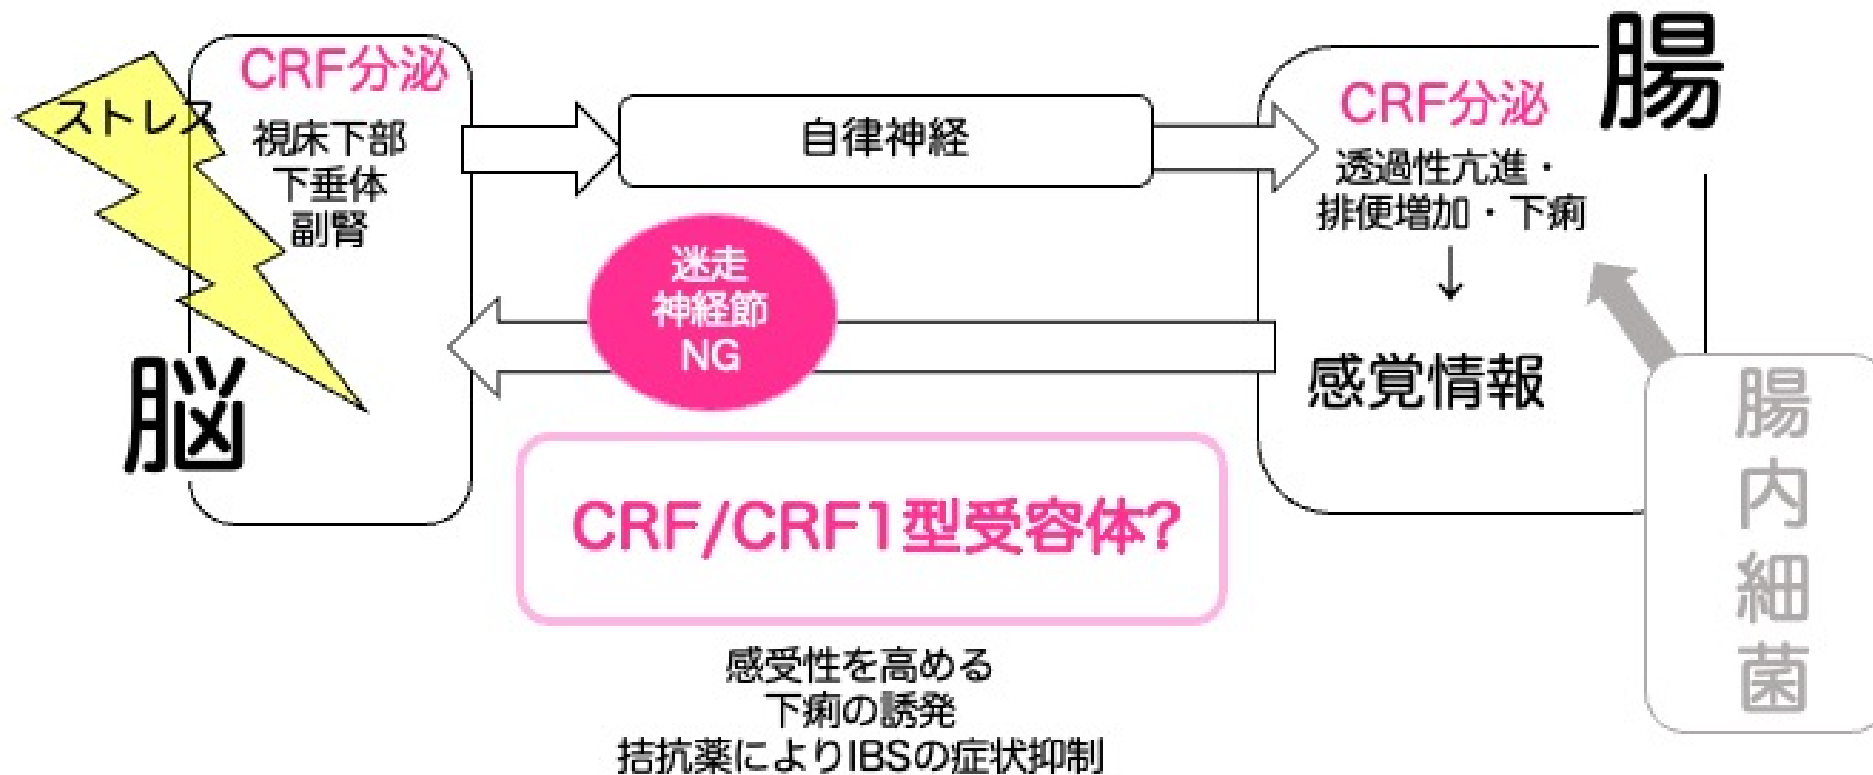 ストレス
CRF分泌
視床下部
下垂体
副腎
脳
自律神経
腸
CRF分泌
透過性亢進・
排便増加・下痢
↓
感覚情報
迷走
神経節
NG
CRF/CRF1型受容体?
感受性を高める
下痢の誘発
拮抗薬によりIBSの症状抑制
腸
内
細
菌